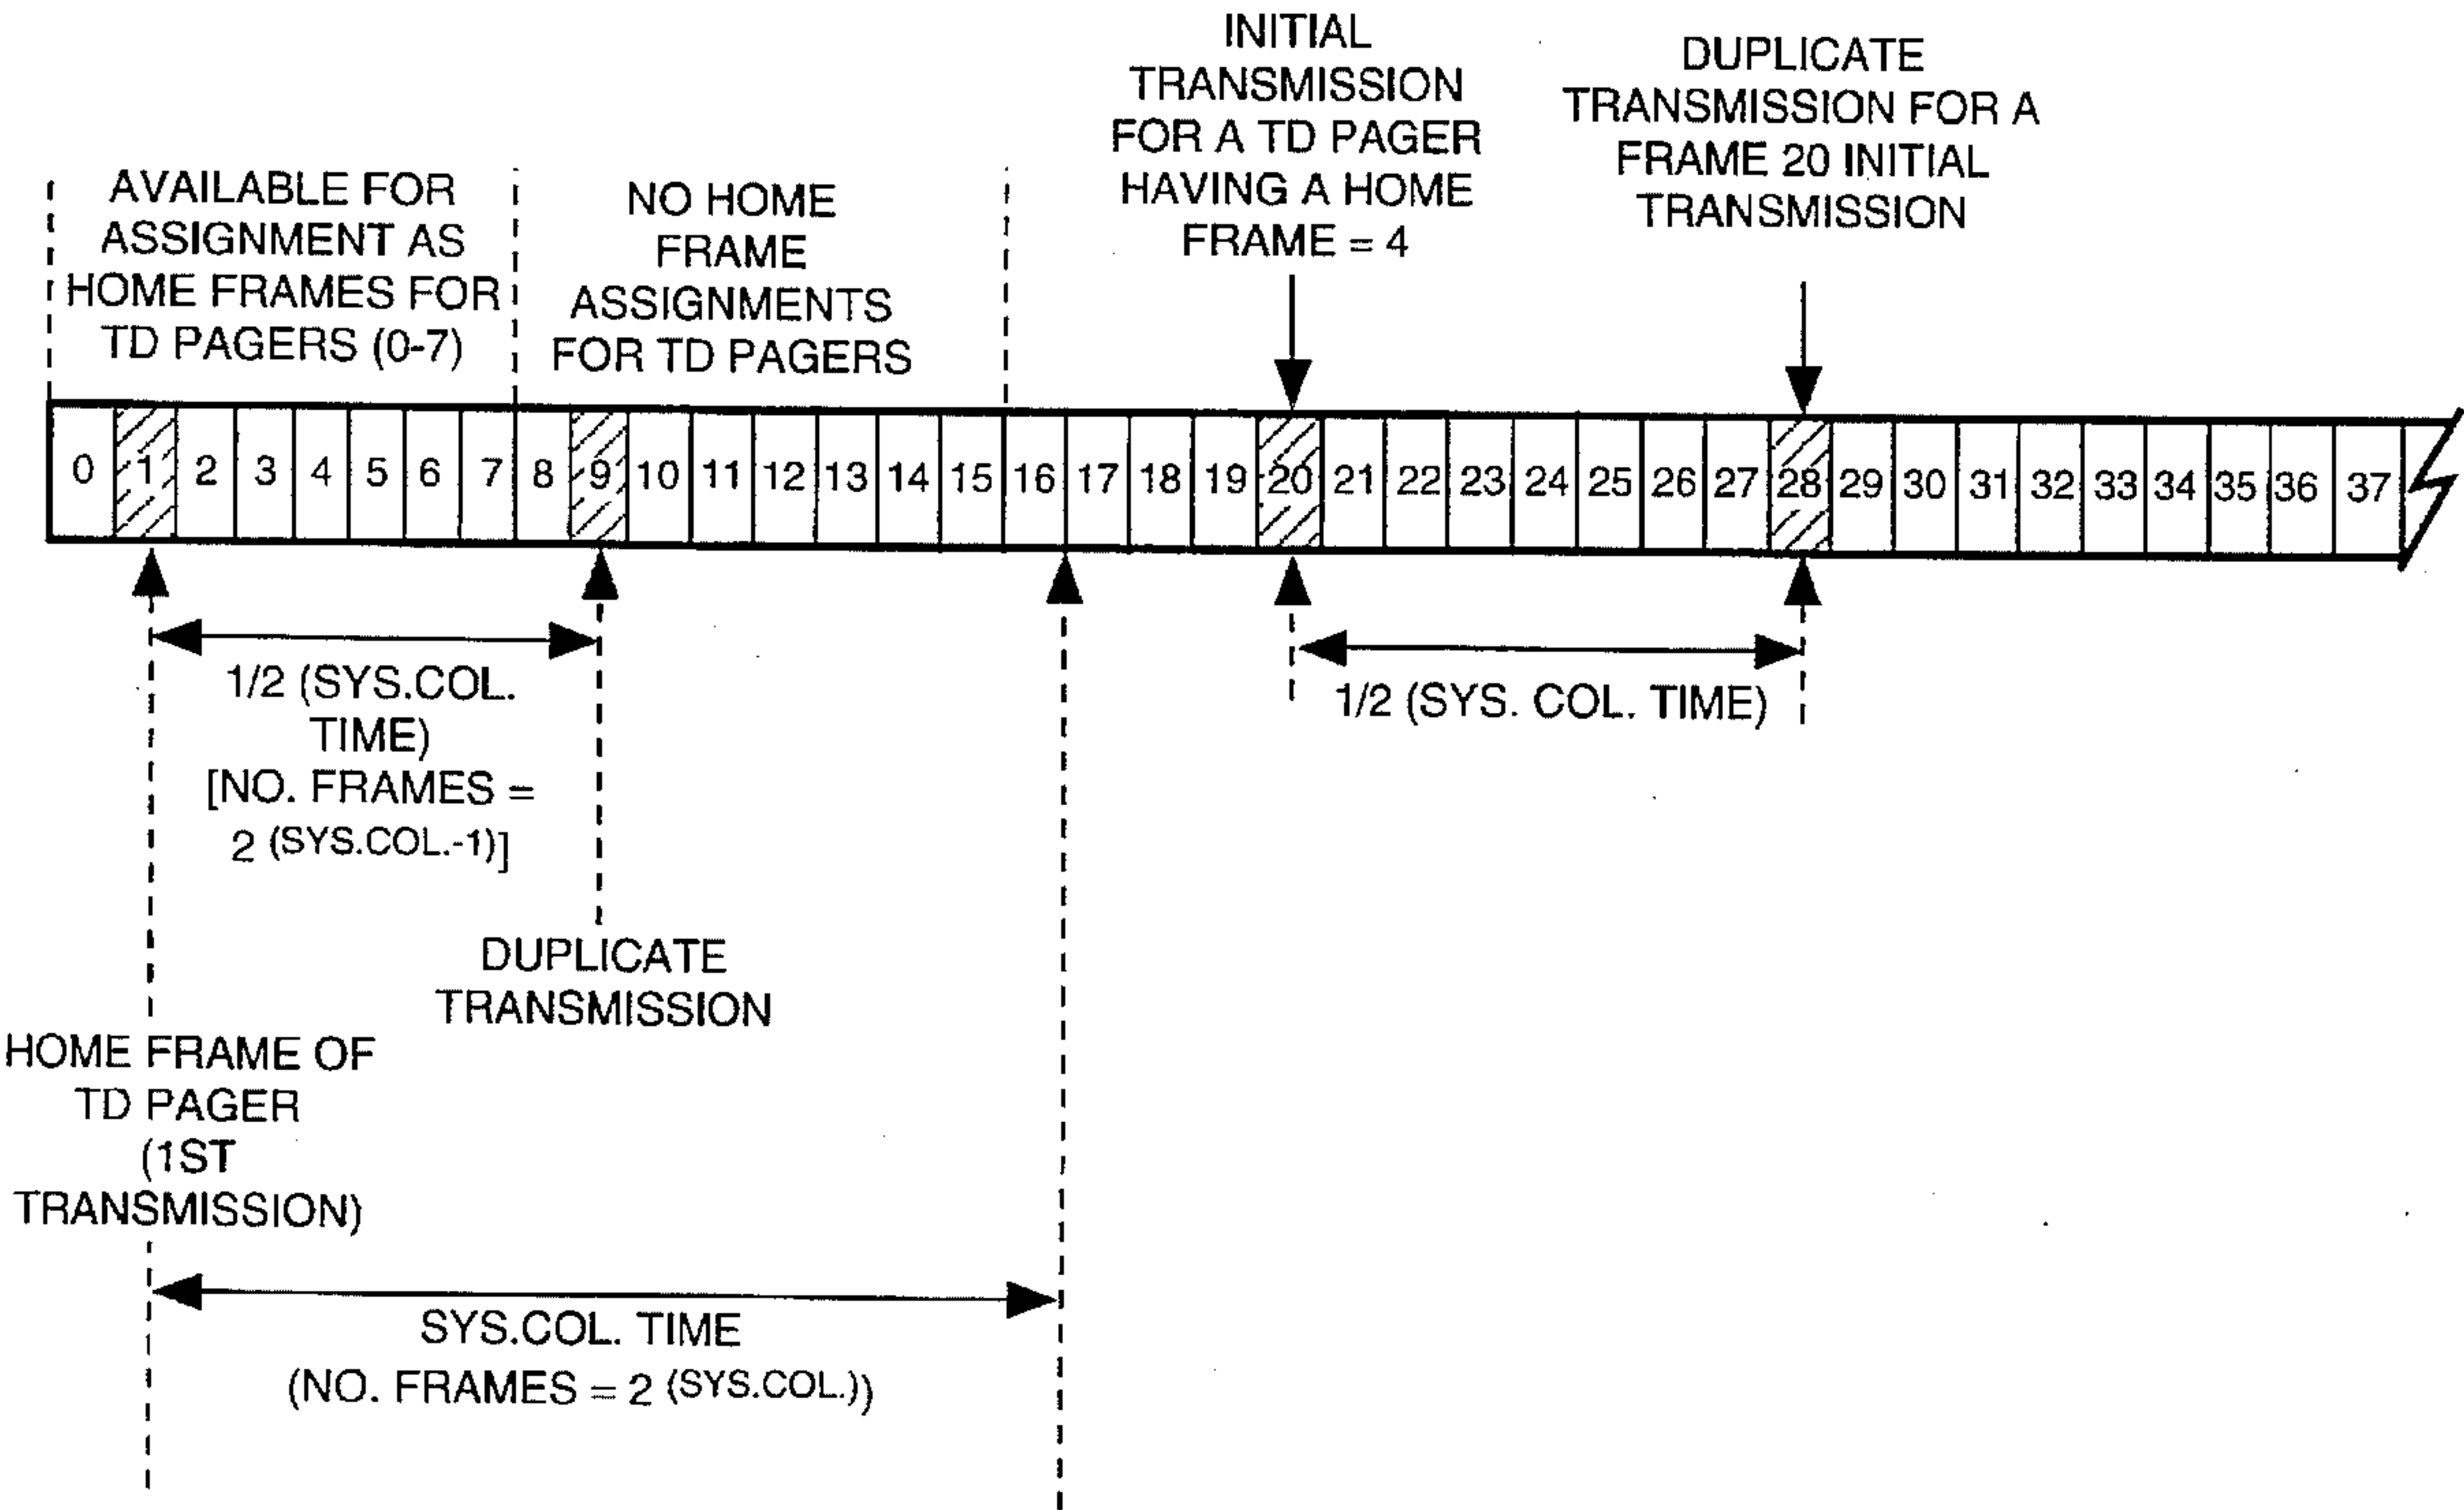 AVAILABLE FOR
ASSIGNMENT AS
HOME FRAMES FOR
TD PAGERS (0-7)
NO HOME
FRAME
ASSIGNMENTS
FOR TD PAGERS
INITIAL
TRANSMISSION
FOR A TD PAGER
HAVING A HOME
FRAME = 4
DUPLICATE
TRANSMISSION FOR A
FRAME 20 INITIAL
TRANSMISSION
0 1 2 3 4 5 6 7 8 9 10 11 12 13 14 15 16 17 18 19 20 21 22 23 24 25 26 27 28 29 30 31 32 33 34 35 36 37
1/2 (SYS.COL.
TIME)
[NO. FRAMES =
2 (SYS.COL.-1)]
1/2 (SYS. COL. TIME)
DUPLICATE
TRANSMISSION
HOME FRAME OF
TD PAGER
(1ST
TRANSMISSION)
SYS.COL. TIME
(NO. FRAMES = 2 (SYS.COL.))